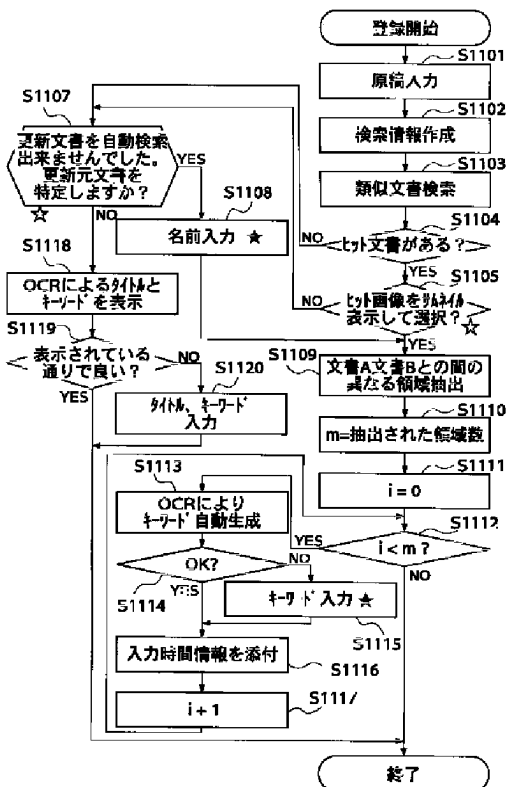 登録開始
S1101
原稿入力
S1102
検索情報作成
S1103
類似文書検索
S1104
ヒット文書がある?
NO
YES
S1105
ヒット画像をサムネイル
表示して選択?
☆
NO
YES
S1107
更新文書を自動検索
出来ませんでした。
更新元文書を
特定しますか?
☆
YES
NO
S1108
名前入力 ★
S1118
OCRによるタイトルと
キーワードを表示
S1119
表示されている
通りで良い?
NO
YES
S1120
タイトル、キーワード
入力
S1109
文書A文書Bとの間の
異なる領域抽出
S1110
m=抽出された領域数
S1111
i=0
S1112
i<m?
YES
NO
S1113
OCRにより
キーワード自動生成
OK?
S1114
NO
YES
キーワード入力 ★
S1115
入力時間情報を添付
S1116
i+1
S111/
終了